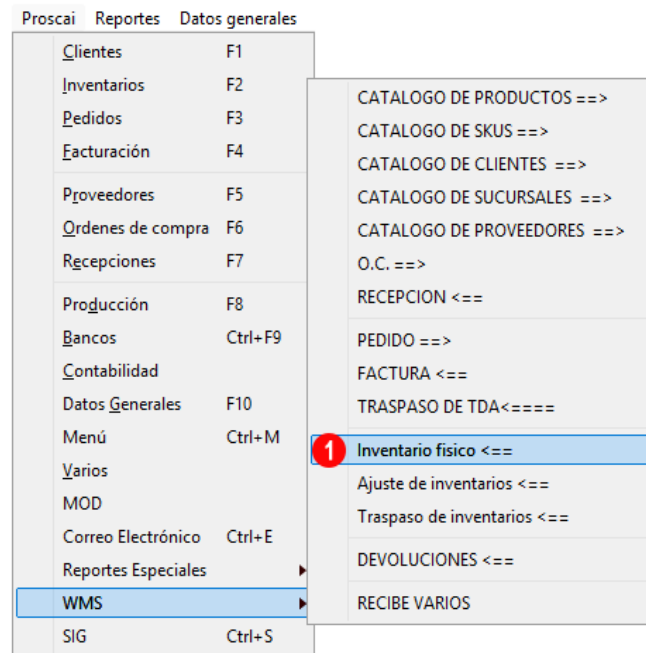 Proscai Reportes Datos generales
Clientes F1
Inventarios F2
Pedidos F3
Facturación F4
Proveedores F5
Ordenes de compra F6
Recepciones F7
Producción F8
Bancos Ctrl+F9
Contabilidad
Datos Generales F10
Menú Ctrl+M
Varios
MOD
Correo Electrónico Ctrl+E
Reportes Especiales
WMS
SIG Ctrl+S
CATALOGO DE PRODUCTOS ==>
CATALOGO DE SKUS ==>
CATALOGO DE CLIENTES ==>
CATALOGO DE SUCURSALES ==>
CATALOGO DE PROVEEDORES ==>
O.C. ==>
RECEPCION <==
PEDIDO ==>
FACTURA <==
TRASPASO DE TDA<====
1 Inventario fisico <==
Ajuste de inventarios <==
Traspaso de inventarios <==
DEVOLUCIONES <==
RECIBE VARIOS